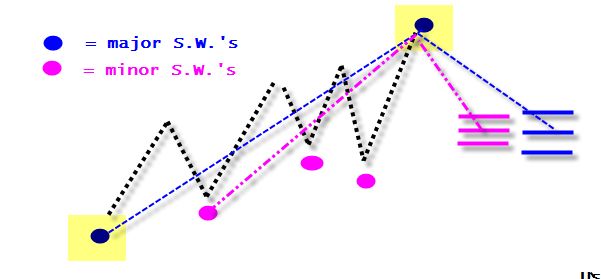 = major S.W.'s
= minor S.W.'s